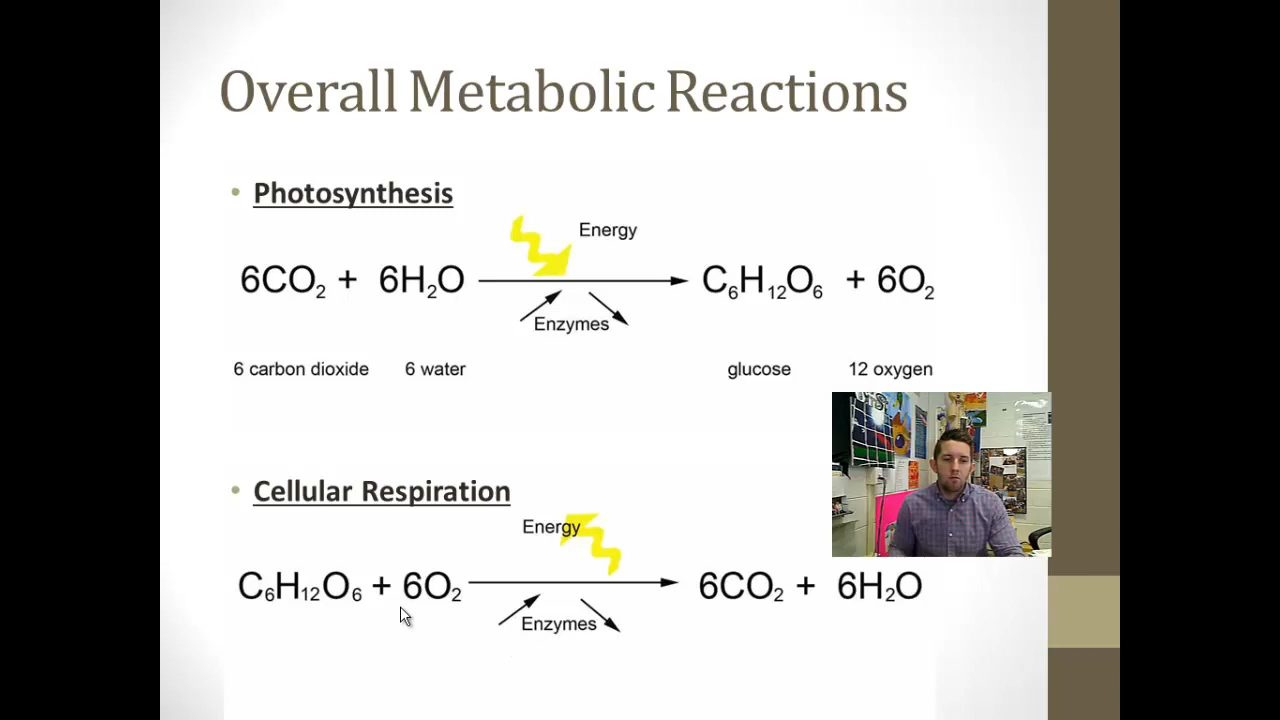 Overall Metabolic Reactions
• Photosynthesis
Energy
6CO₂ + 6H₂O C₆H₁₂O₆ + 6O₂
Enzymes
6 carbon dioxide 6 water glucose 12 oxygen
• Cellular Respiration
Energy
C₆H₁₂O₆ + 6O₂ 6CO₂ + 6H₂O
Enzymes